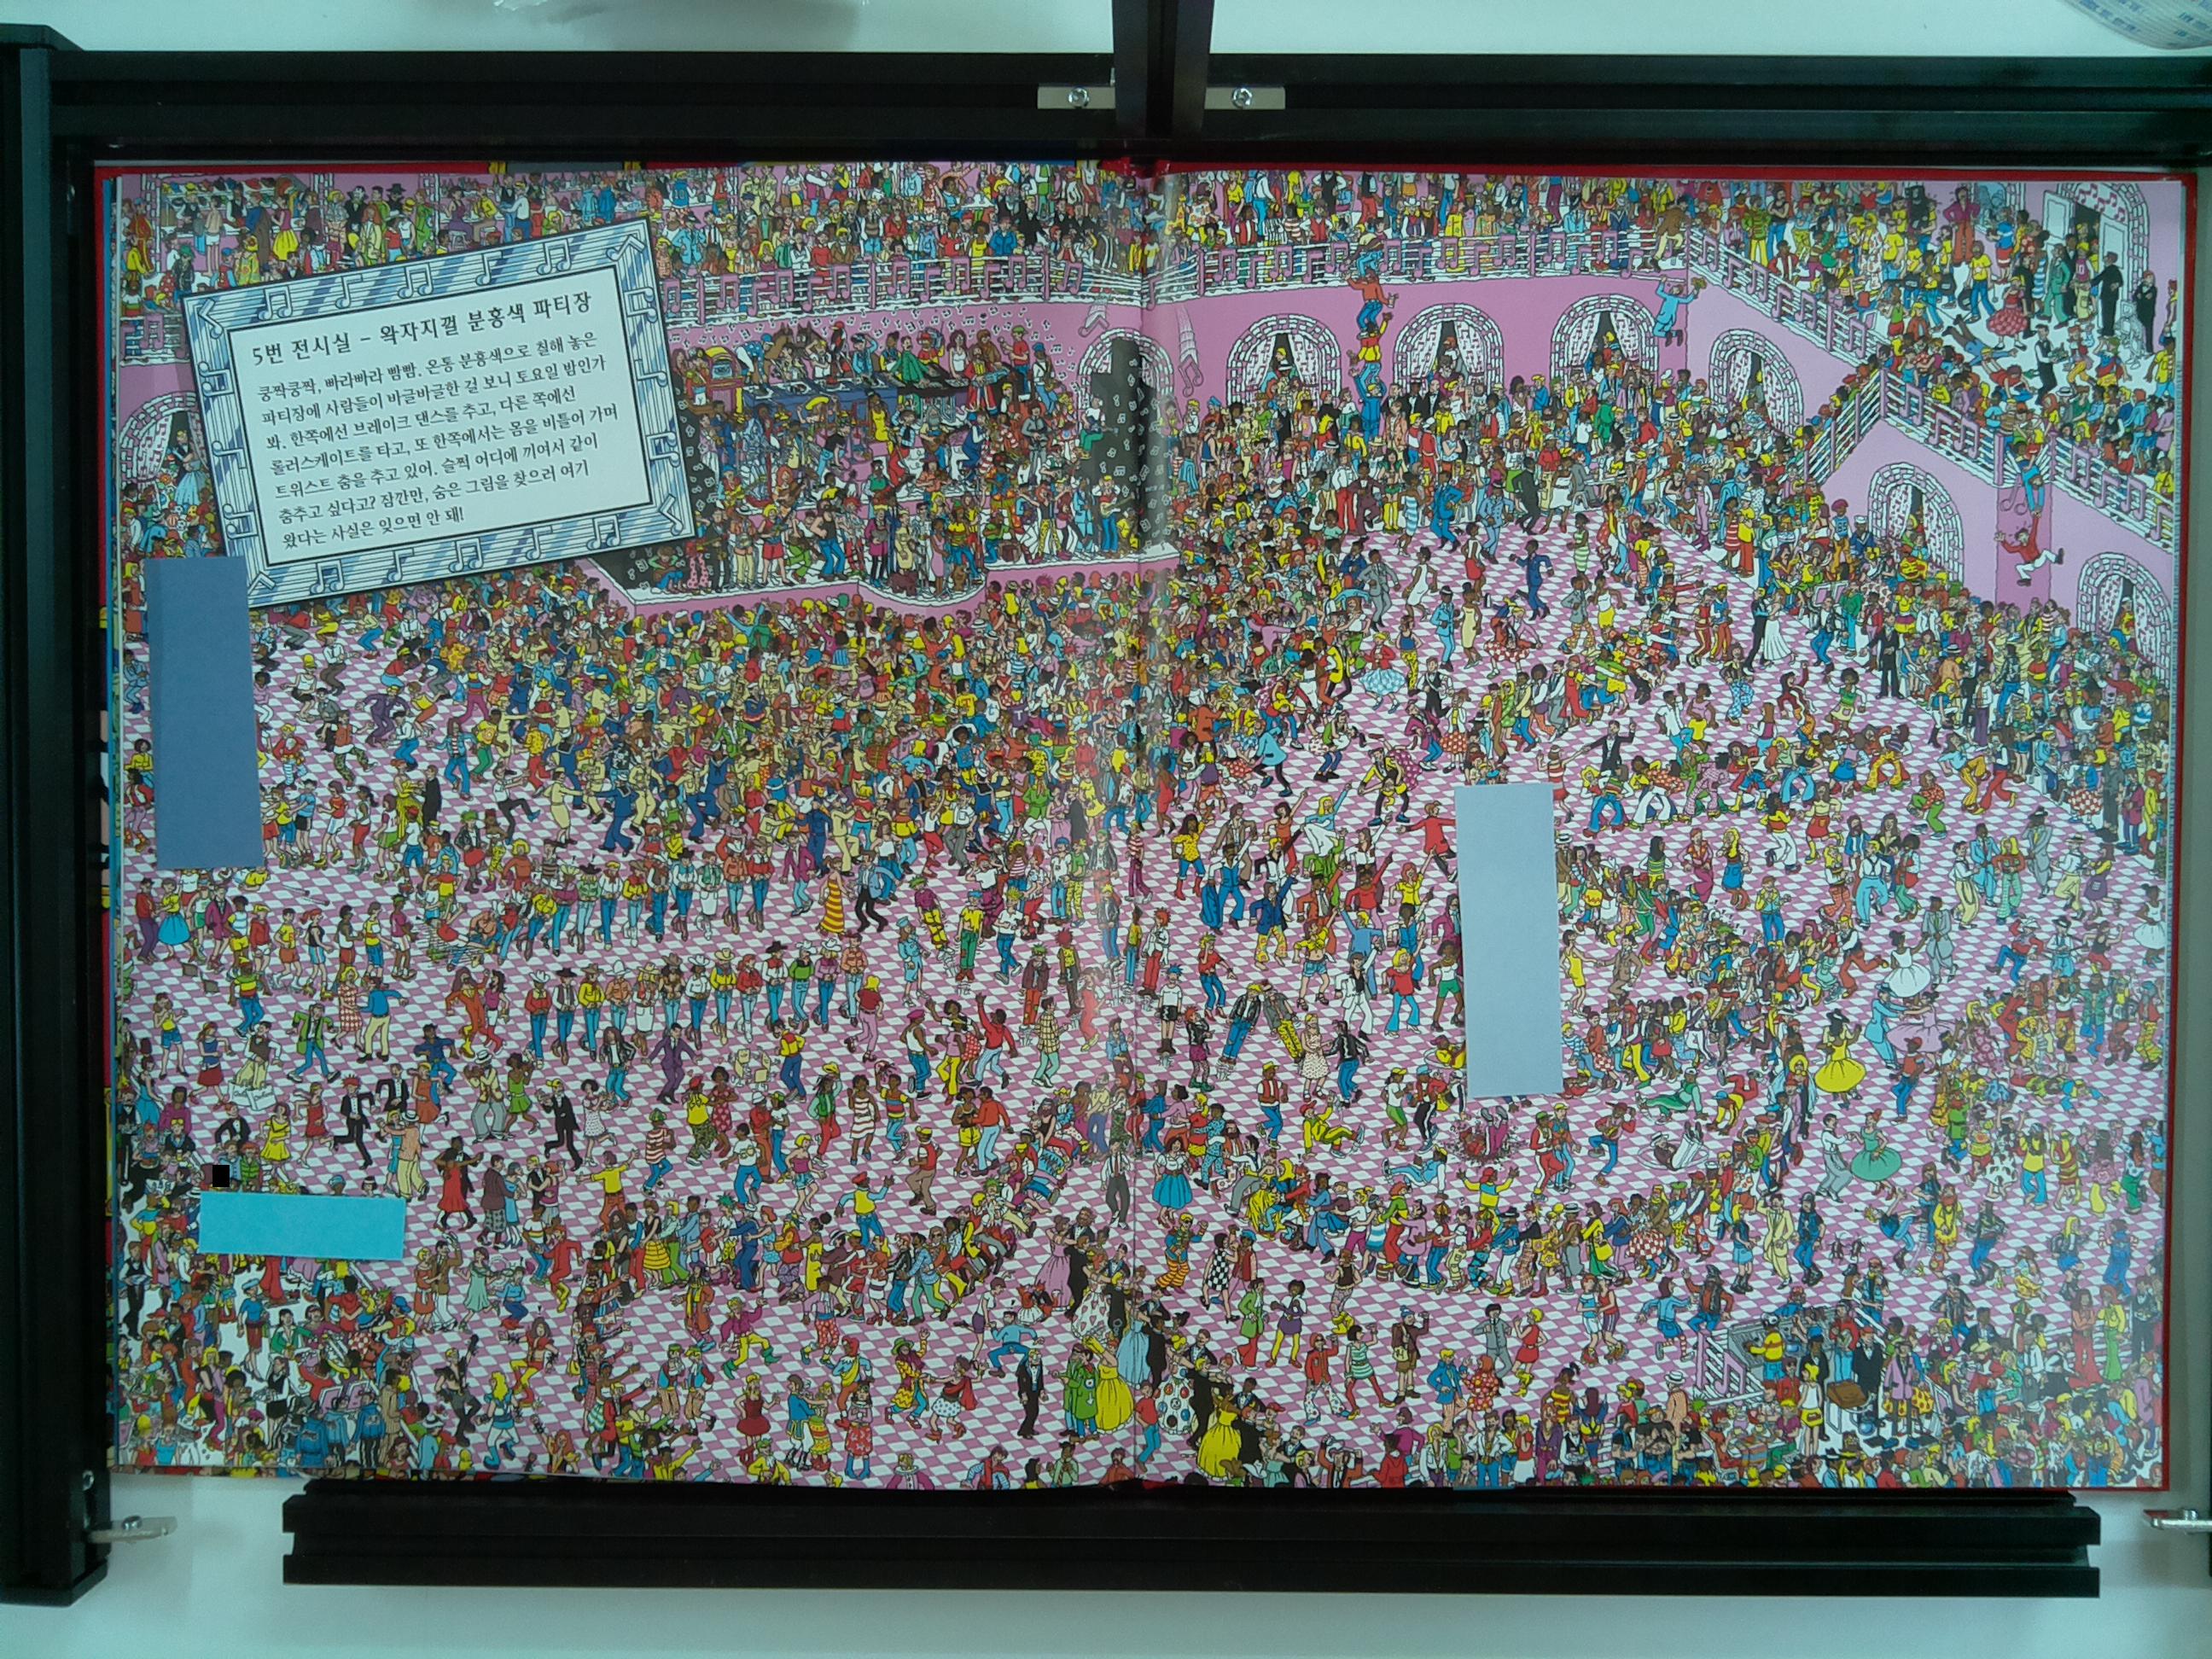 5번 전시실 - 왁자지껄 분홍색 파티장
쿵짝쿵짝, 빠라빠라 빰빰. 온통 분홍색으로 칠해 놓은
파티장에 사람들이 바글바글한 걸 보니 토요일 밤인가
봐. 한쪽에선 브레이크 댄스를 추고, 다른 쪽에선
롤러스케이트를 타고, 또 한쪽에서는 몸을 비틀어 가며
트위스트 춤을 추고 있어. 슬쩍 어디에 끼여서 같이
춤추고 싶다고? 잠깐만, 숨은 그림을 찾으러 여기
왔다는 사실은 잊으면 안 돼!